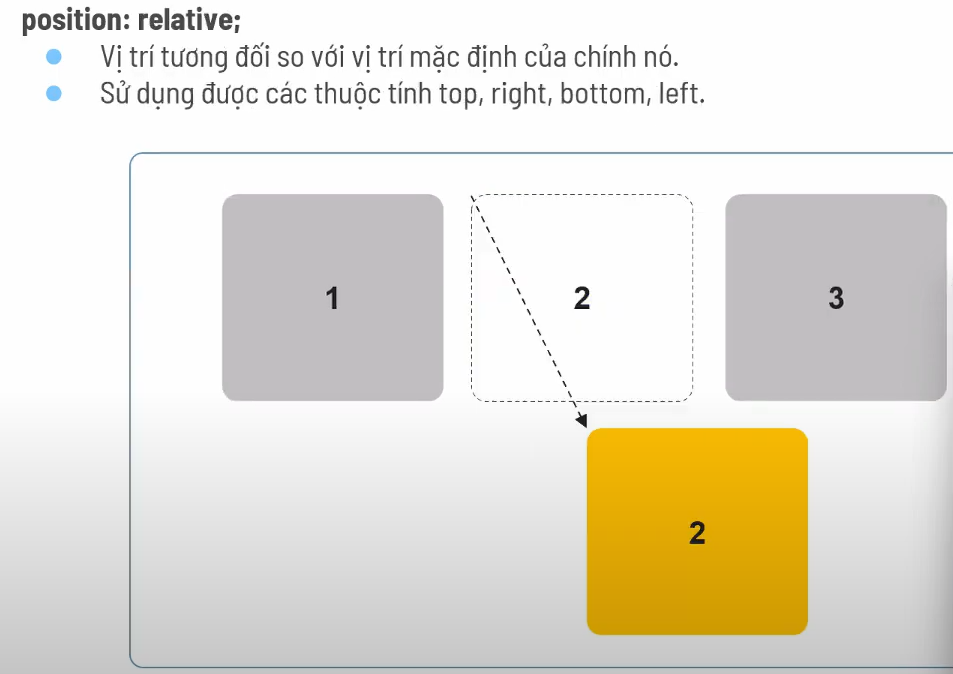 position: relative;
Vị trí tương đối so với vị trí mặc định của chính nó.
Sử dụng được các thuộc tính top, right, bottom, left.
1
2
3
2